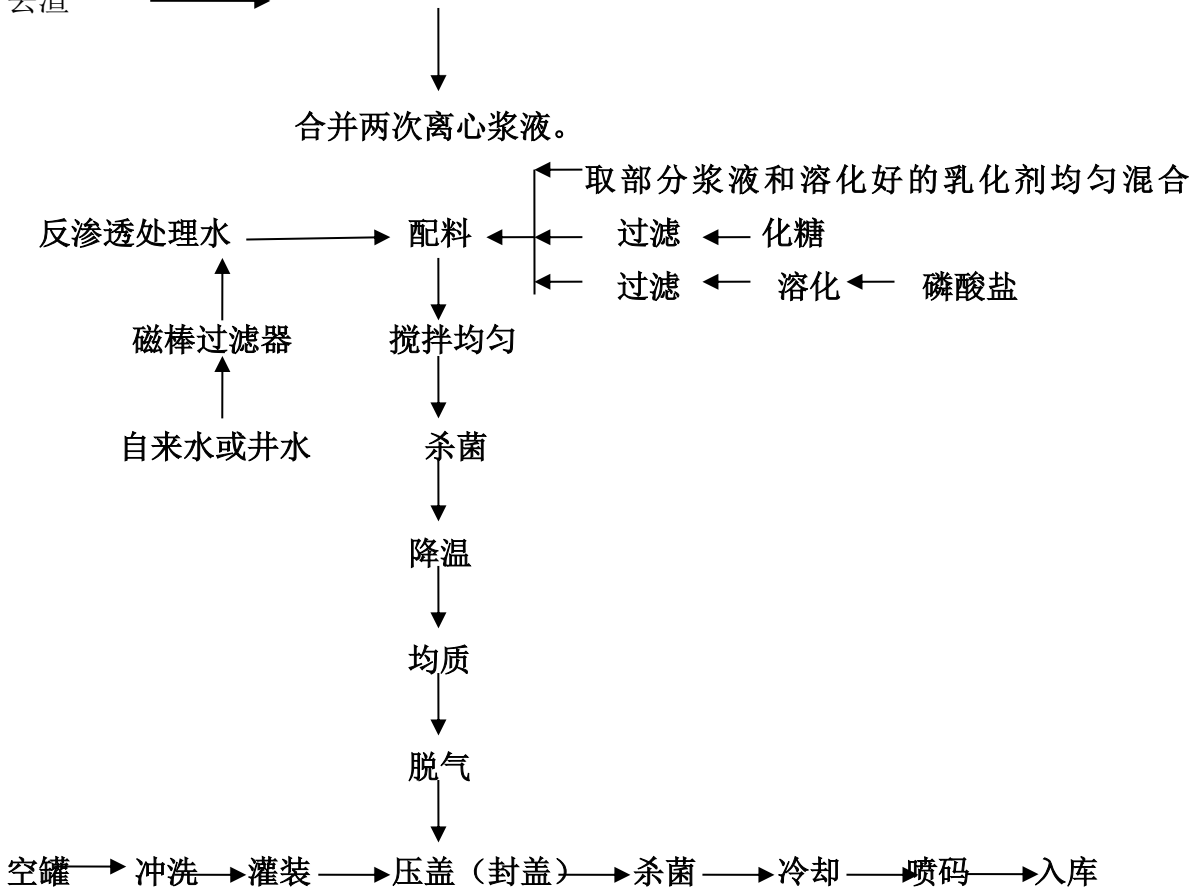 去渣
合并两次离心浆液。
取部分浆液和溶化好的乳化剂均匀混合
反渗透处理水 配料 过滤 化糖
过滤 溶化 磷酸盐
磁棒过滤器 搅拌均匀
自来水或井水 杀菌
降温
均质
脱气
空罐 冲洗 灌装 压盖（封盖） 杀菌 冷却 喷码 入库